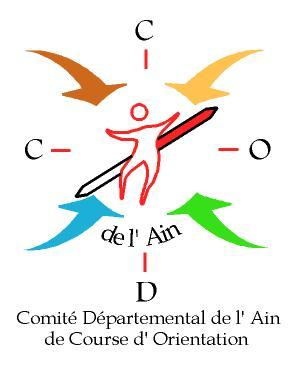 C
C O
de l' Ain
D
Comité Départemental de l' Ain
de Course d' Orientation